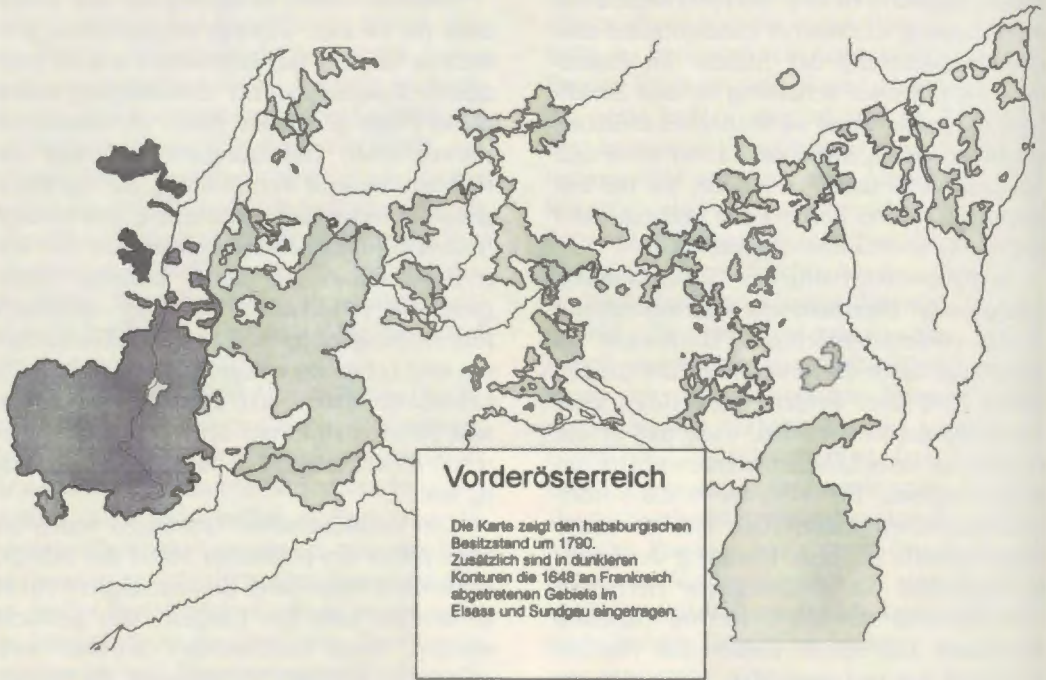 Vorderösterreich
Die Karte zeigt den habsburgischen
Besitzstand um 1790.
Zusätzlich sind in dunkleren
Konturen die 1648 an Frankreich
abgetretenen Gebiete im
Elsass und Sundgau eingetragen.